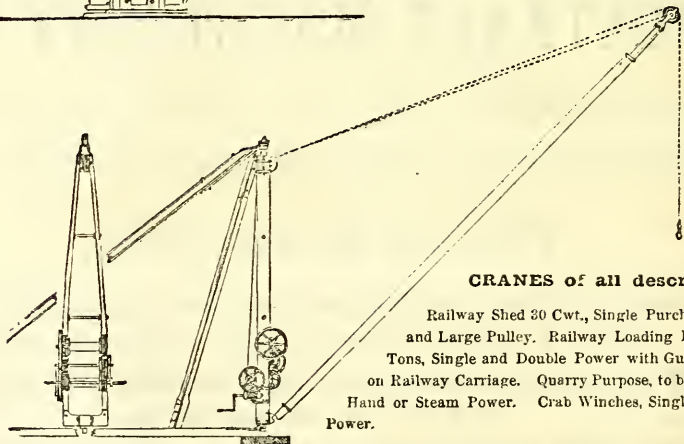 CRANES of all descr
Railway Shed 30 Cwt., Single Purch
and Large Pulley. Railway Loading
Tons, Single and Double Power with Gu
on Railway Carriage. Quarry Purpose, to b
Hand or Steam Power. Crab Winches, Singl
Power.